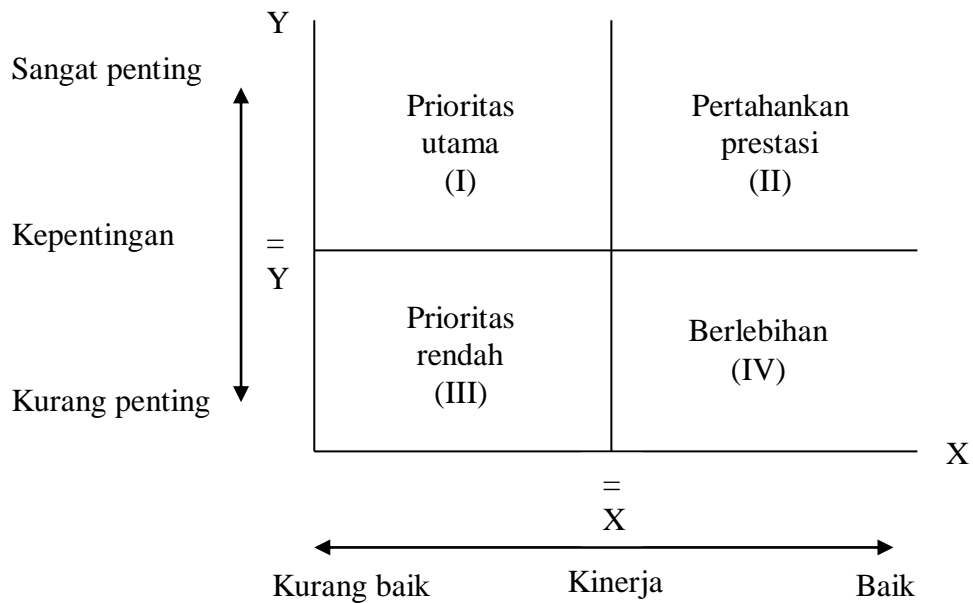 Y
Sangat penting
Prioritas
utama
(I)
Pertahankan
prestasi
(II)
Kepentingan
=
Y
Prioritas
rendah
(III)
Berlebihan
(IV)
Kurang penting
X
=
X
Kurang baik
Kinerja
Baik